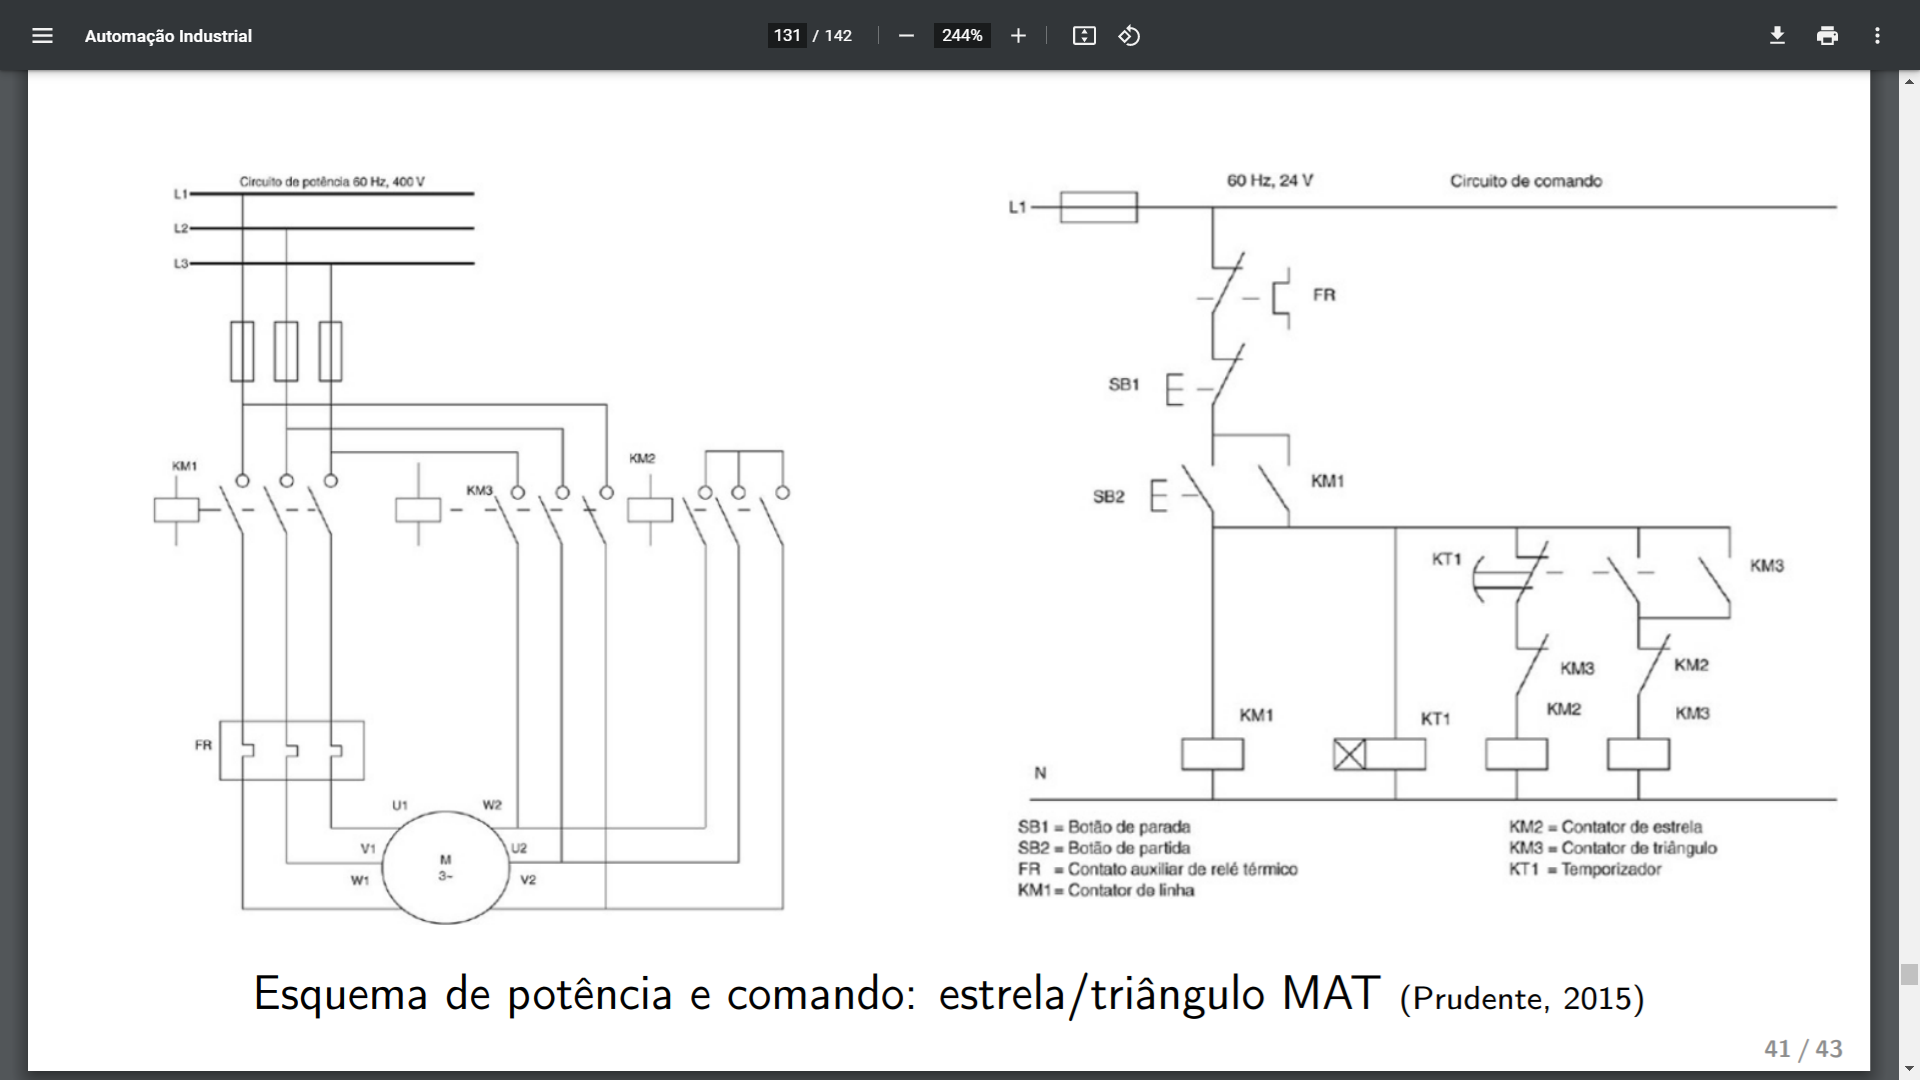 Automação Industrial
131 / 142
244%
Circuito de potência 60 Hz, 400 V
L1
L2
L3
KM1
KM3
KM2
FR
U1
W2
V1
U2
M
3~
W1
V2
60 Hz, 24 V
Circuito de comando
L1
FR
SB1
KM1
SB2
KT1
KM3
KM3
KM2
KM1
KT1
KM2
KM3
N
SB1 = Botão de parada
SB2 = Botão de partida
FR = Contato auxiliar de relé térmico
KM1= Contator de linha
KM2 = Contator de estrela
KM3 = Contator de triângulo
KT1 = Temporizador
Esquema de potência e comando: estrela/triângulo MAT (Prudente, 2015)
41 / 43